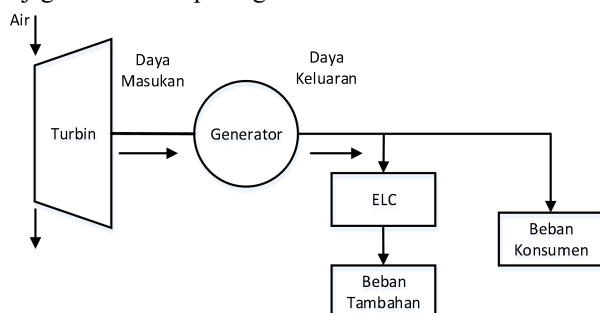 Air
Daya
Masukan
Daya
Keluaran
Turbin
Generator
ELC
Beban
Konsumen
Beban
Tambahan